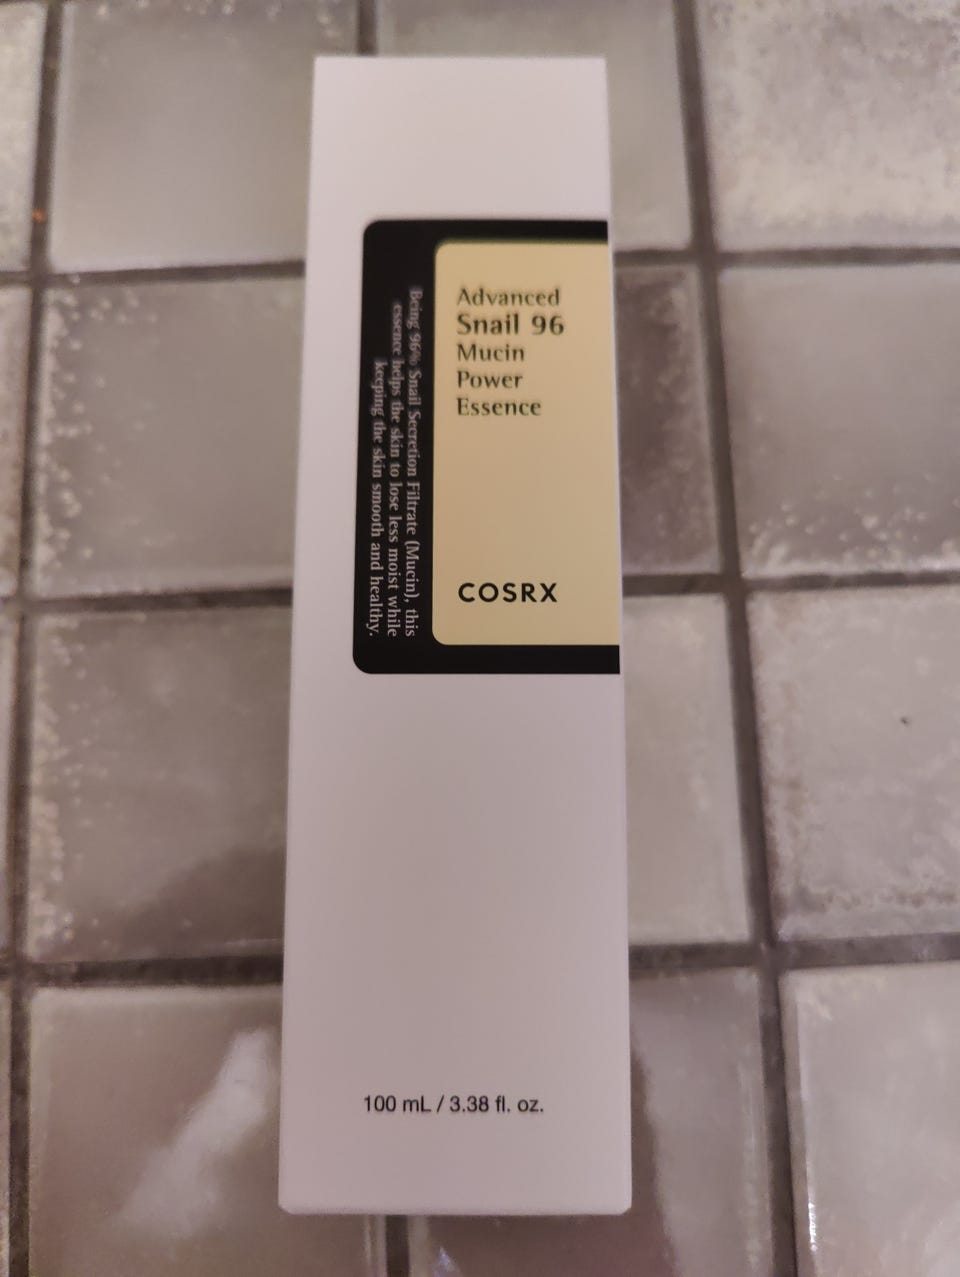 Advanced
Snail 96
Mucin
Power
Essence
COSRX
Being 96% Snail Secretion Filtrate (Mucin), this
essence helps the skin to lose less moist while
keeping the skin smooth and healthy.
100 mL / 3.38 fl. oz.